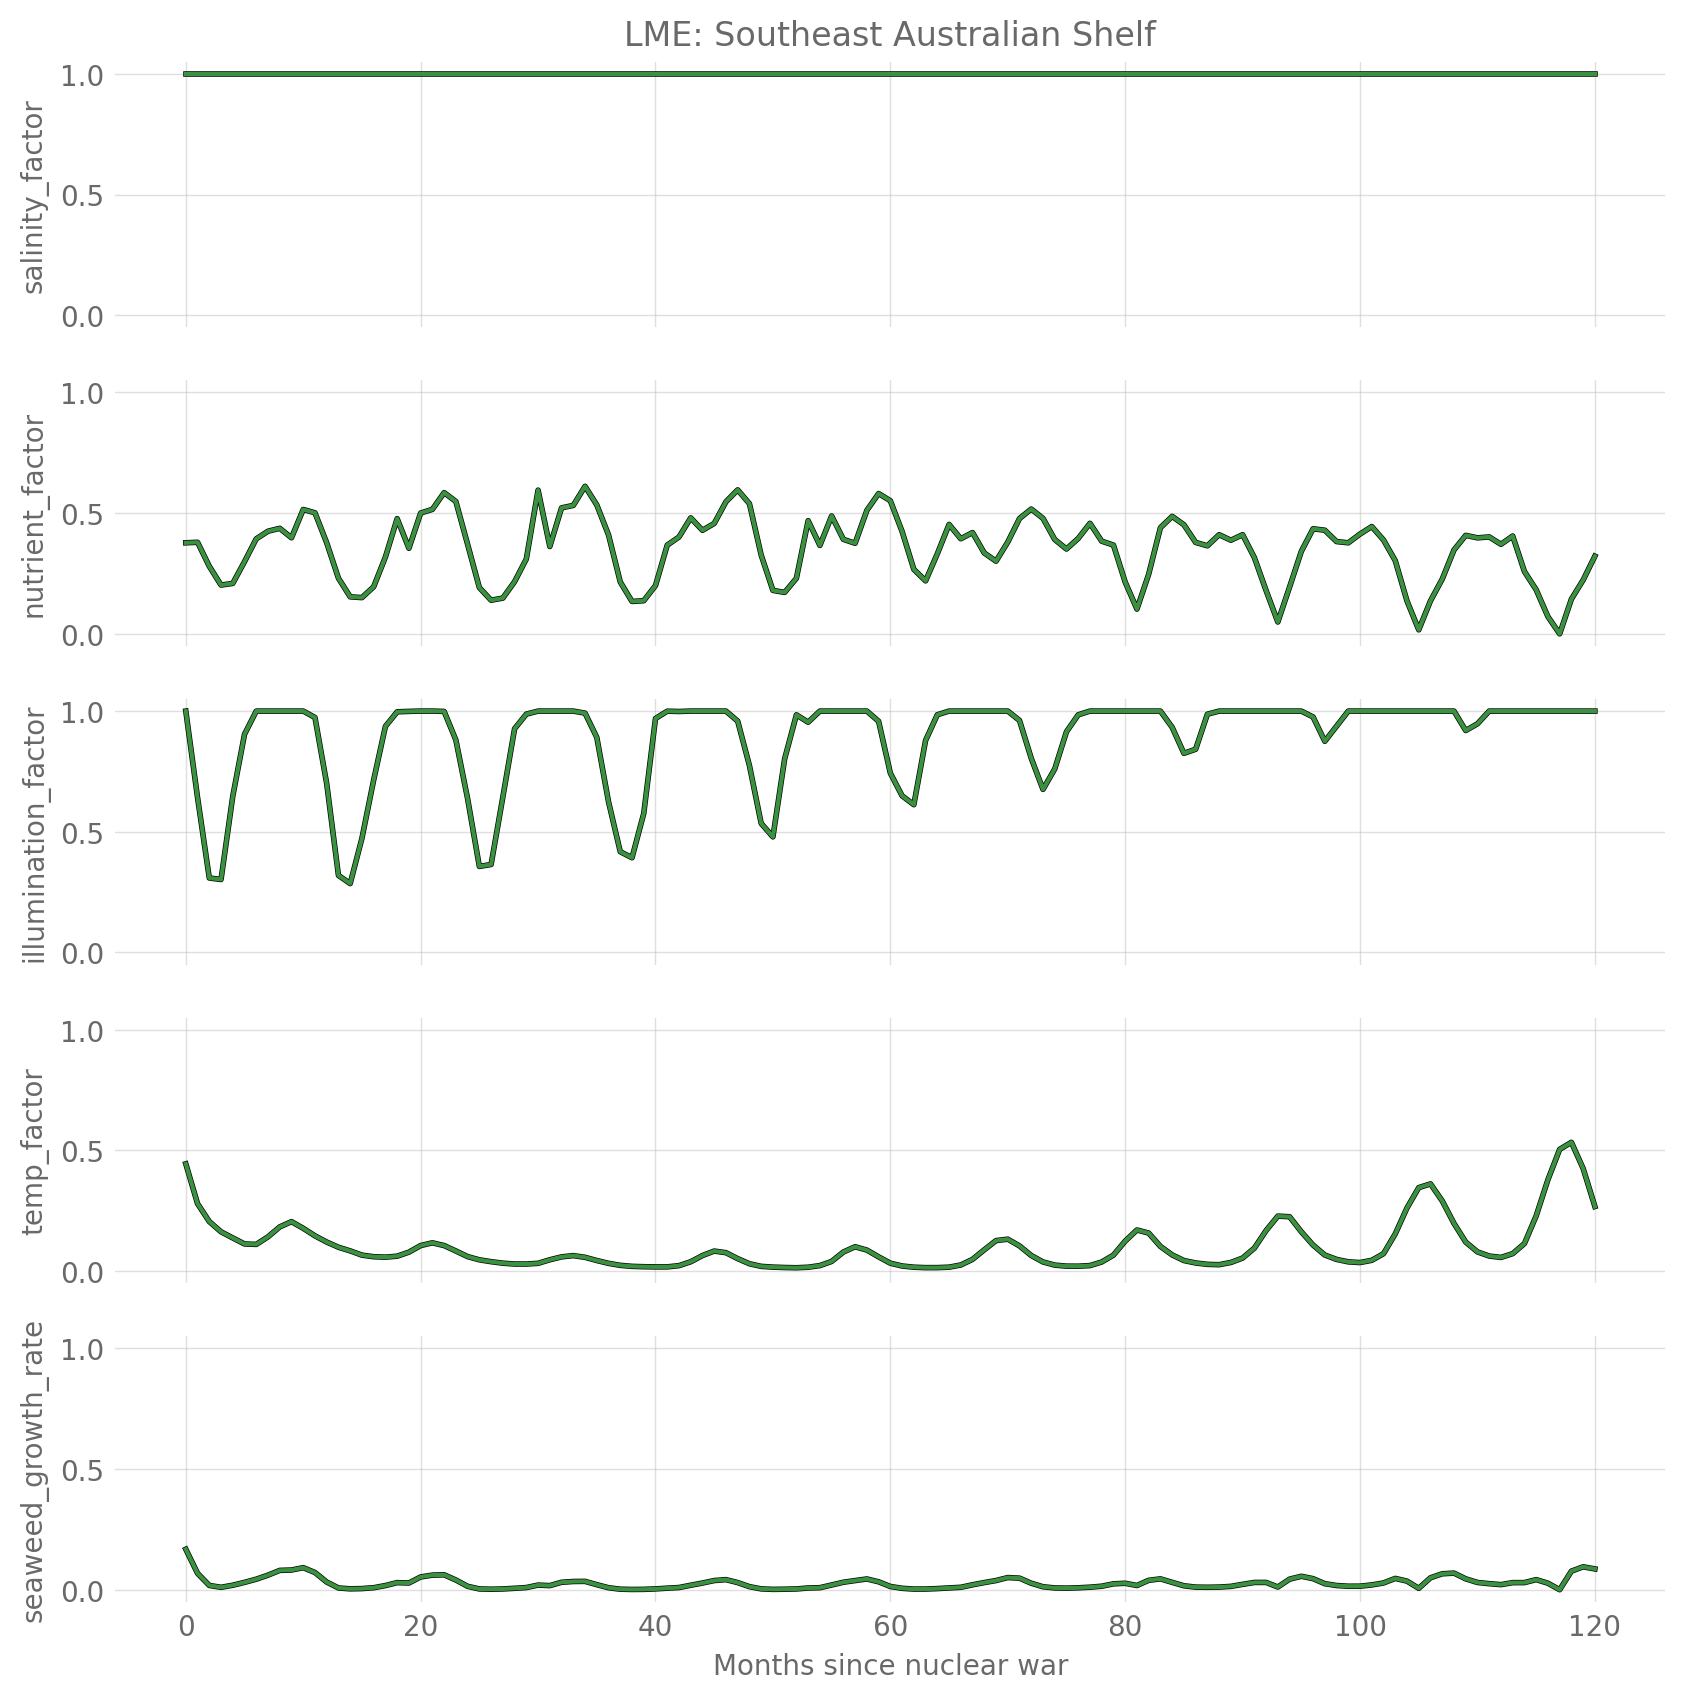 LME: Southeast Australian Shelf
1.0
0.5
0.0
salinity_factor
1.0
0.5
0.0
nutrient_factor
1.0
0.5
0.0
illumination_factor
1.0
0.5
0.0
temp_factor
1.0
0.5
0.0
seaweed_growth_rate
0 20 40 60 80 100 120
Months since nuclear war